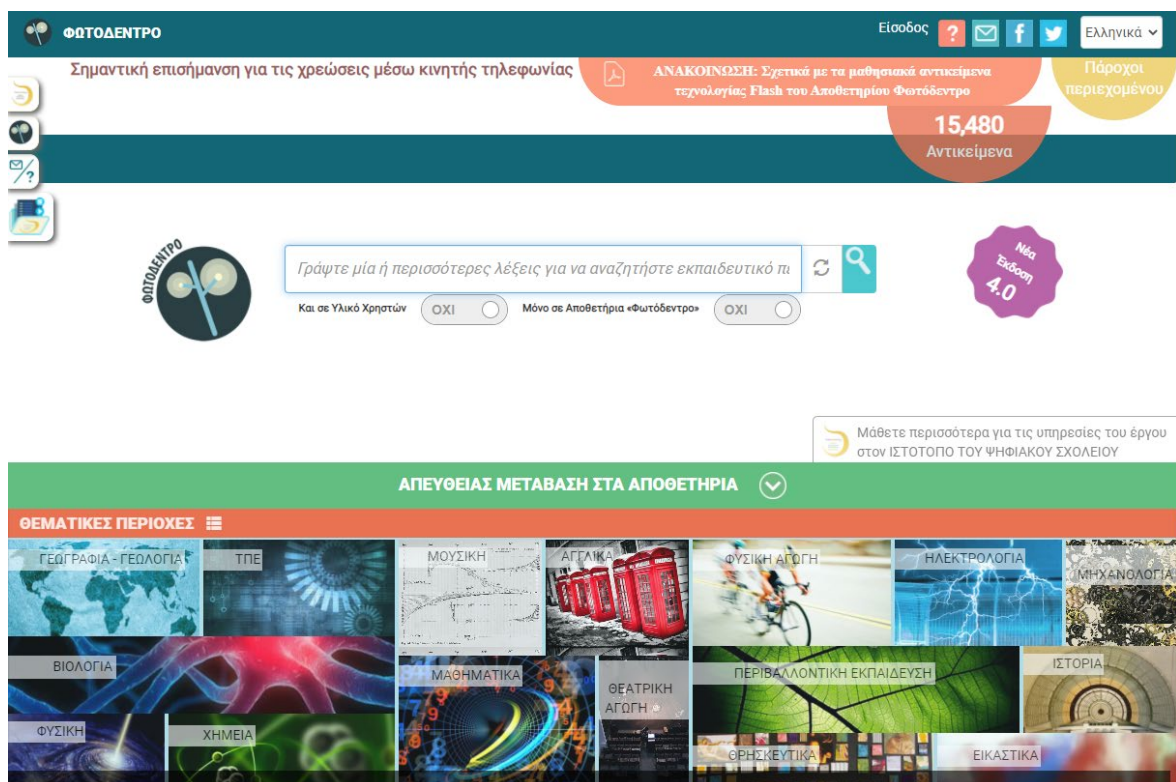 ΦΩΤΟΔΕΝΤΡΟ
Είσοδος
Ελληνικά
Σημαντική επισήμανση για τις χρεώσεις μέσω κινητής τηλεφωνίας
ΑΝΑΚΟΙΝΩΣΗ: Σχετικά με τα μαθησιακά αντικείμενα
τεχνολογίας Flash του Αποθετηρίου Φωτόδεντρο
Πάροχοι
περιεχομένου
15,480
Αντικείμενα
ΦΩΤΟΔΕΝΤΡΟ
Γράψτε μία ή περισσότερες λέξεις για να αναζητήστε εκπαιδευτικό πι
Και σε Υλικό Χρηστών
ΟΧΙ
Μόνο σε Αποθετήρια «Φωτόδεντρο»
ΟΧΙ
Νέα
Έκδοση
4.0
Μάθετε περισσότερα για τις υπηρεσίες του έργου
στον ΙΣΤΟΤΟΠΟ ΤΟΥ ΨΗΦΙΑΚΟΥ ΣΧΟΛΕΙΟΥ
ΑΠΕΥΘΕΙΑΣ ΜΕΤΑΒΑΣΗ ΣΤΑ ΑΠΟΘΕΤΗΡΙΑ
ΘΕΜΑΤΙΚΕΣ ΠΕΡΙΟΧΕΣ
ΓΕΩΓΡΑΦΙΑ - ΓΕΩΛΟΓΙΑ
ΤΠΕ
ΜΟΥΣΙΚΗ
ΑΓΓΛΙΚΑ
ΦΥΣΙΚΗ ΑΓΩΓΗ
ΗΛΕΚΤΡΟΛΟΓΙΑ
ΜΗΧΑΝΟΛΟΓΙΑ
ΒΙΟΛΟΓΙΑ
ΜΑΘΗΜΑΤΙΚΑ
ΘΕΑΤΡΙΚΗ
ΑΓΩΓΗ
ΠΕΡΙΒΑΛΛΟΝΤΙΚΗ ΕΚΠΑΙΔΕΥΣΗ
ΙΣΤΟΡΙΑ
ΦΥΣΙΚΗ
ΧΗΜΕΙΑ
ΘΡΗΣΚΕΥΤΙΚΑ
ΕΙΚΑΣΤΙΚΑ